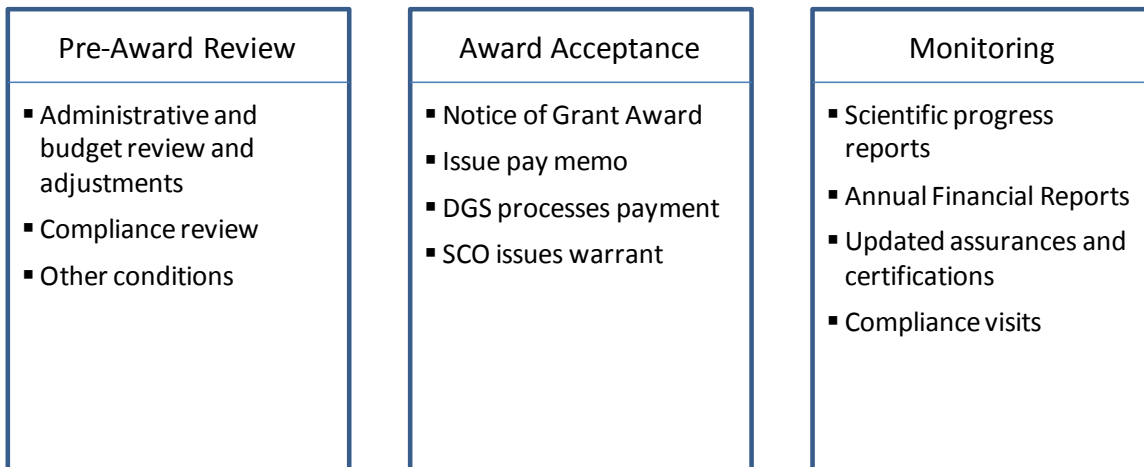 Pre-Award Review
▪ Administrative and
budget review and
adjustments
▪ Compliance review
▪ Other conditions
Award Acceptance
▪ Notice of Grant Award
▪ Issue pay memo
▪ DGS processes payment
▪ SCO issues warrant
Monitoring
▪ Scientific progress
reports
▪ Annual Financial Reports
▪ Updated assurances and
certifications
▪ Compliance visits